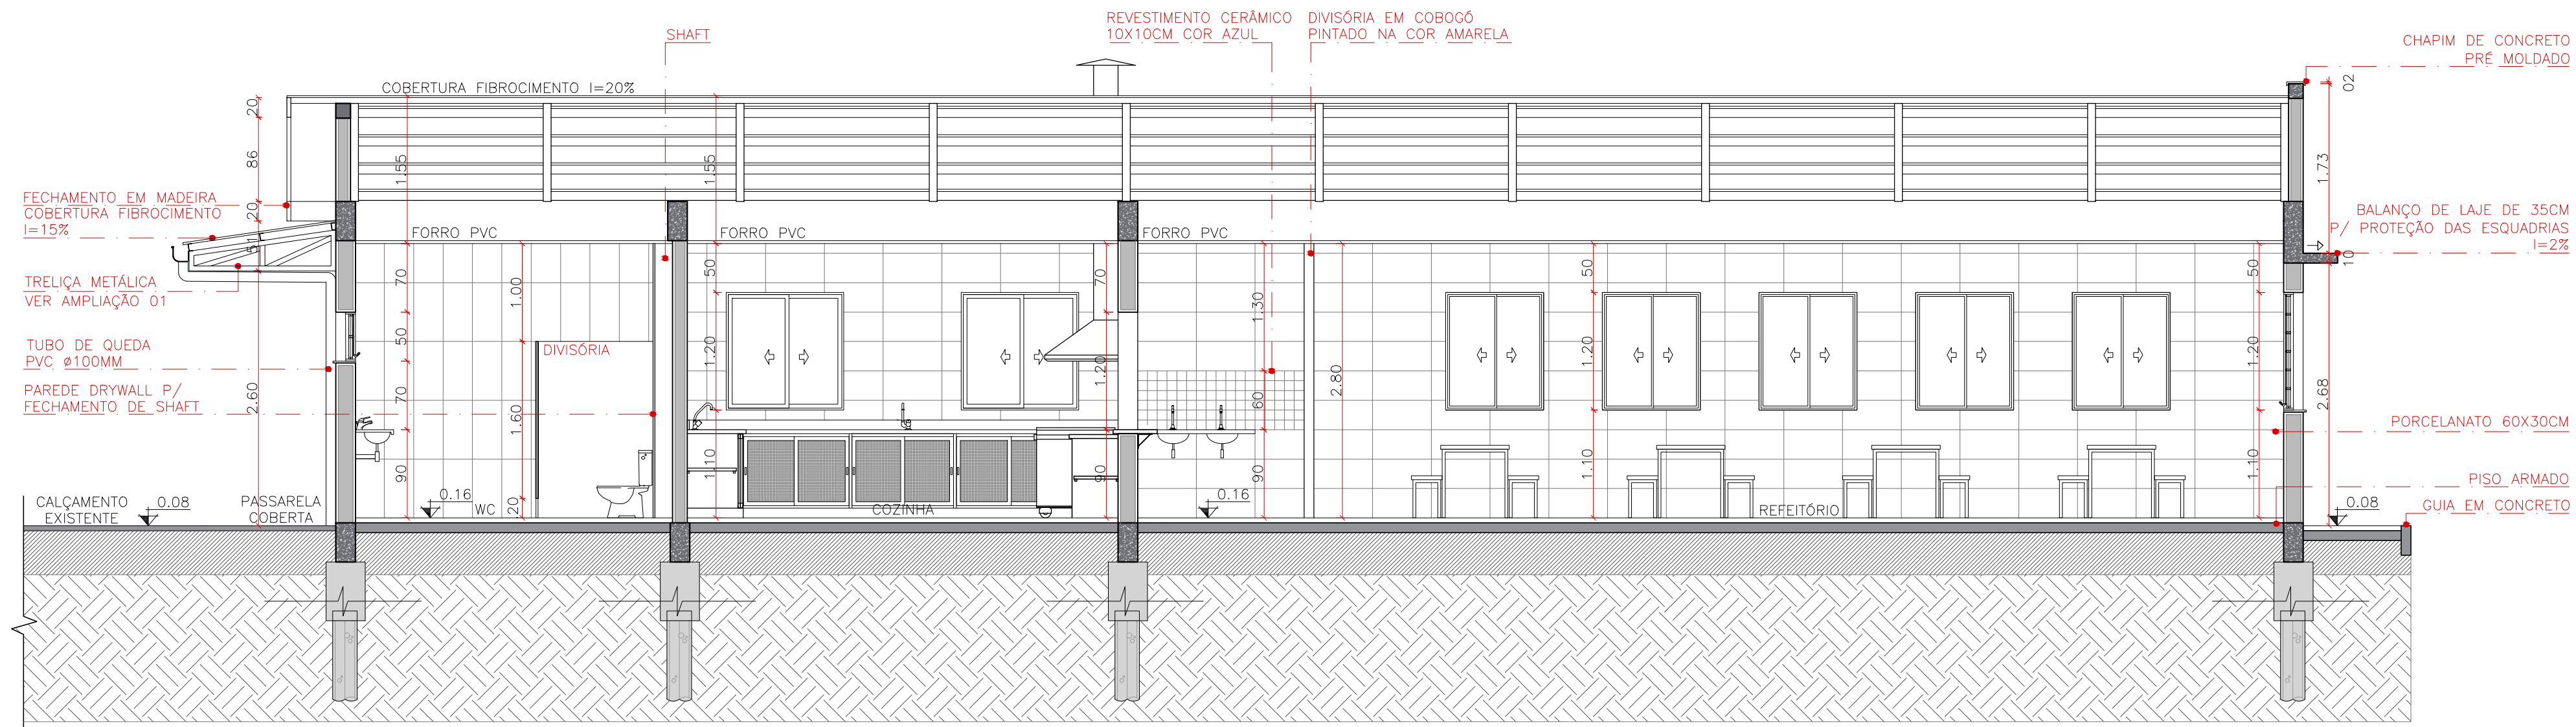 REVESTIMENTO CERÂMICO
10X10CM COR AZUL
DIVISÓRIA EM COBOGÓ
PINTADO NA COR AMARELA
SHAFT
CHAPIM DE CONCRETO
PRÉ MOLDADO
COBERTURA FIBROCIMENTO I=20%
20
86
20
51
2.60
1.55
1.55
02
1.73
10
2.68
FECHAMENTO EM MADEIRA
COBERTURA FIBROCIMENTO
I=15%
TRELIÇA METÁLICA
VER AMPLIAÇÃO 01
TUBO DE QUEDA
PVC ø100MM
PAREDE DRYWALL P/
FECHAMENTO DE SHAFT
BALANÇO DE LAJE DE 35CM
P/ PROTEÇÃO DAS ESQUADRIAS
I=2%
FORRO PVC
FORRO PVC
FORRO PVC
70
50
70
90
1.00
1.60
.20
DIVISÓRIA
50
1.20
1.10
70
1.20
90
1.30
60
90
2.80
50
1.20
1.10
50
1.20
1.10
PORCELANATO 60X30CM
PISO ARMADO
GUIA EM CONCRETO
CALÇAMENTO
EXISTENTE
0.08
PASSARELA
COBERTA
0.16
WC
COZINHA
0.16
REFEITÓRIO
0.08